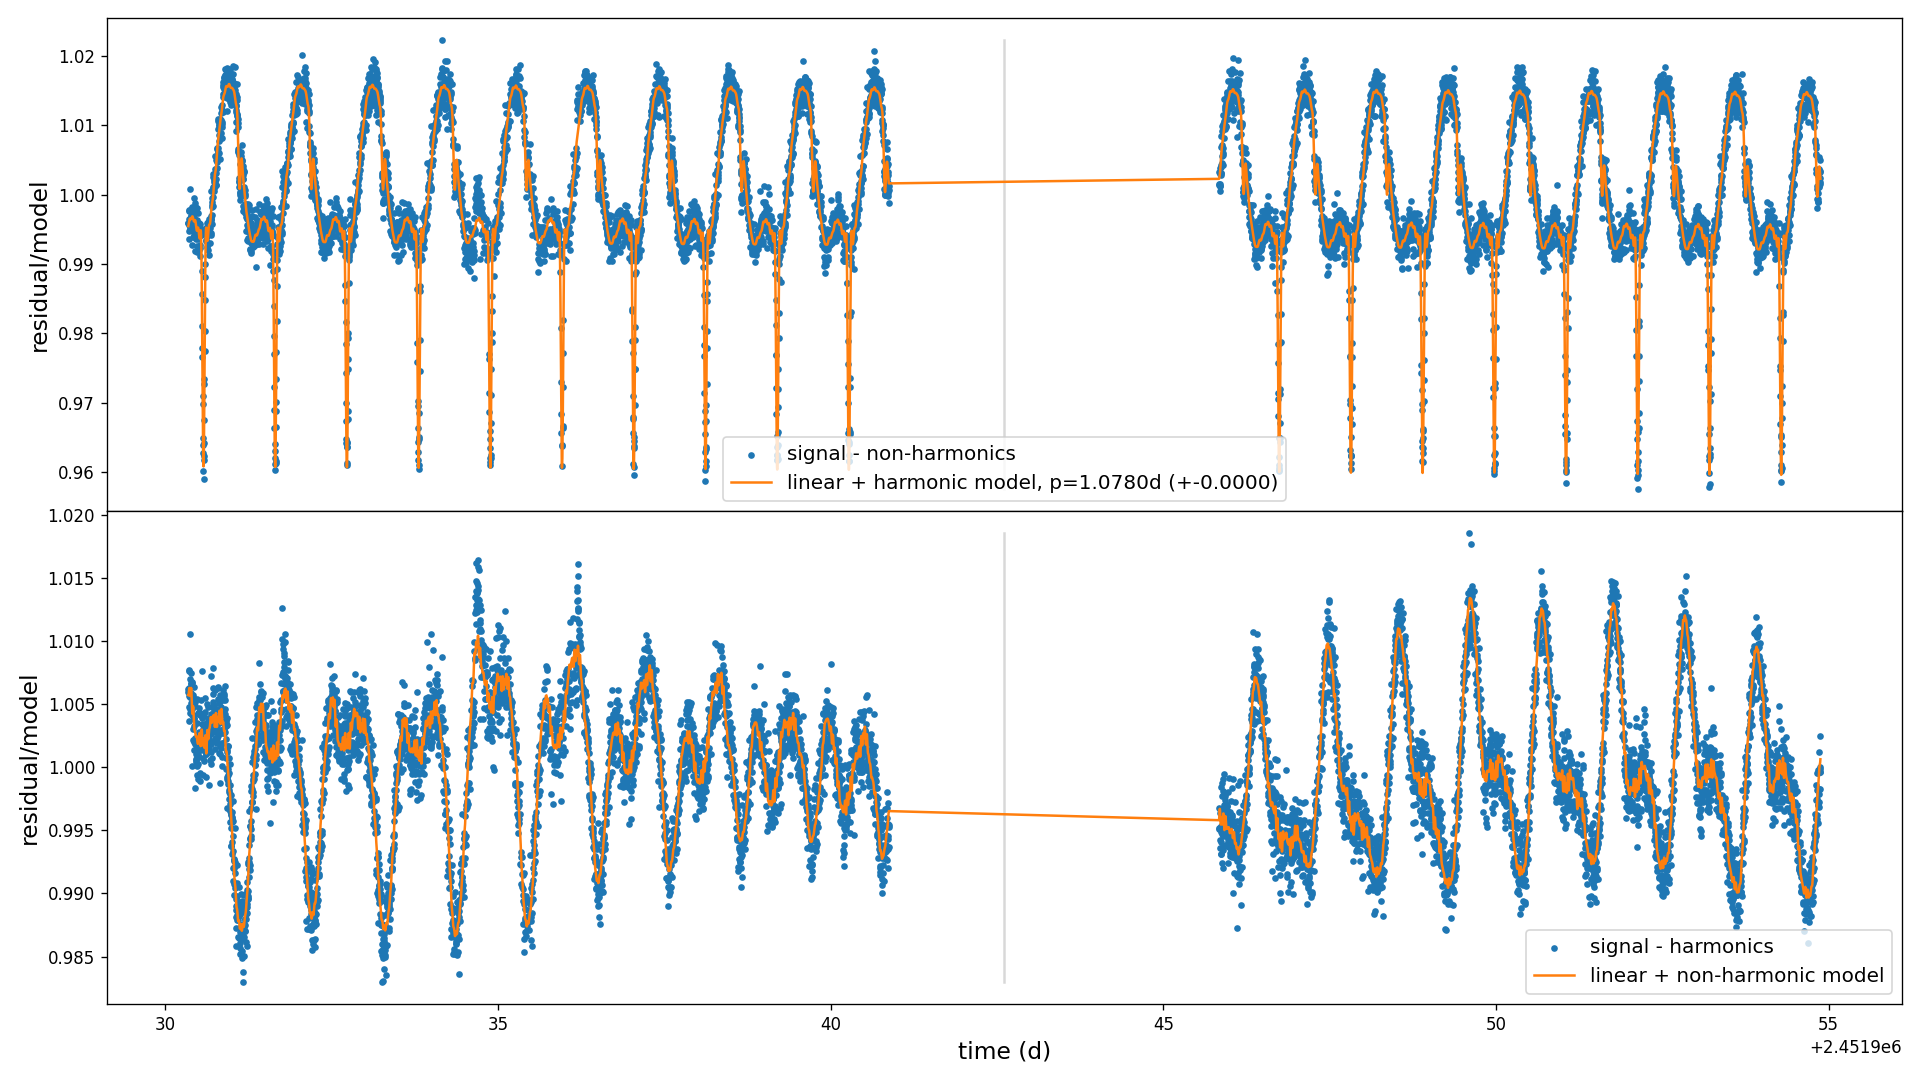 1.02
1.01
1.00
0.99
0.98
0.97
0.96
residual/model
signal - non-harmonics
linear + harmonic model, p=1.0780d (+-0.0000)
1.020
1.015
1.010
1.005
1.000
0.995
0.990
0.985
residual/model
signal - harmonics
linear + non-harmonic model
30
35
40
45
50
55
time (d)
+2.4519e6